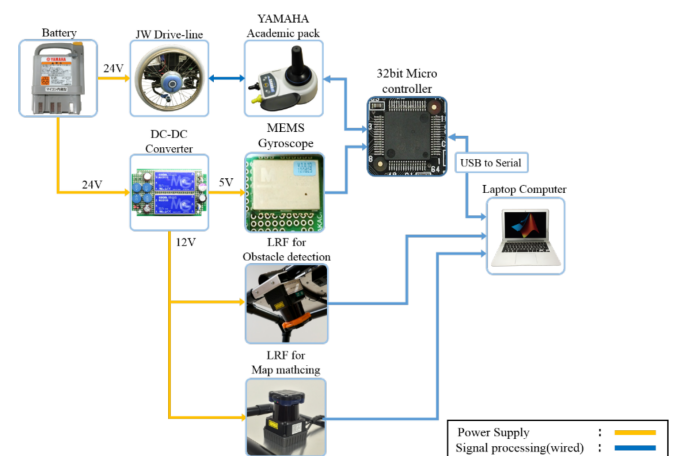 YAMAHA
Academic pack
Battery
JW Drive-line
24V
32bit Micro
controller
DC-DC
Converter
MEMS
Gyroscope
USB to Serial
24V
5V
Laptop Computer
12V
LRF for
Obstacle detection
LRF for
Map mathcing
Power Supply :
Signal processing(wired) :